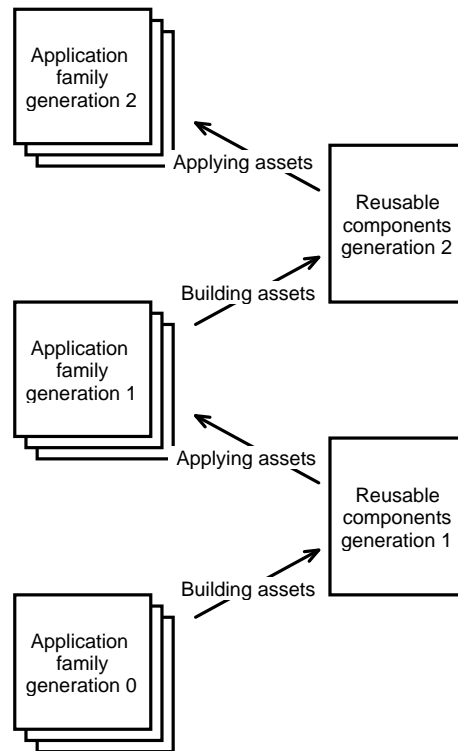 Application
family
generation 2
Applying assets
Reusable
components
generation 2
Building assets
Application
family
generation 1
Applying assets
Reusable
components
generation 1
Building assets
Application
family
generation 0